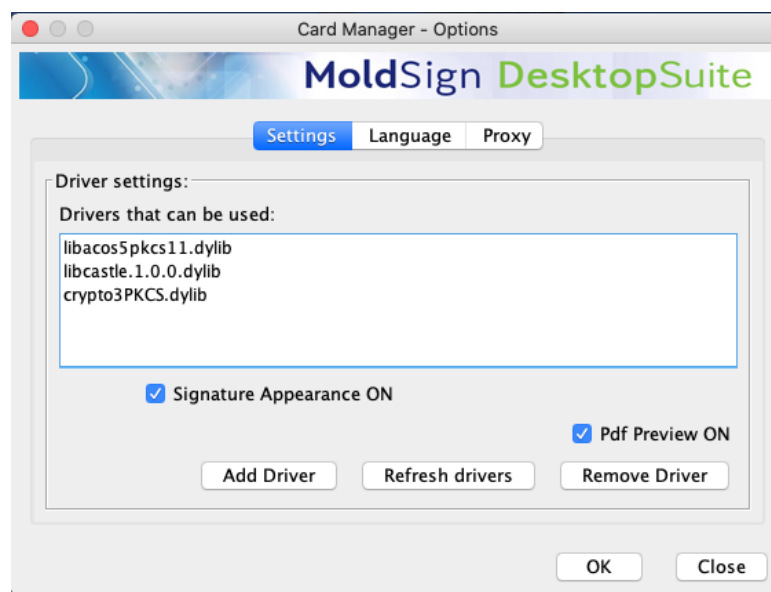 Card Manager - Options
MoldSign DesktopSuite
Settings Language Proxy
Driver settings:
Drivers that can be used:
libacos5pkcs11.dylib
libcastle.1.0.0.dylib
crypto3PKCS.dylib
Signature Appearance ON
Pdf Preview ON
Add Driver Refresh drivers Remove Driver
OK Close